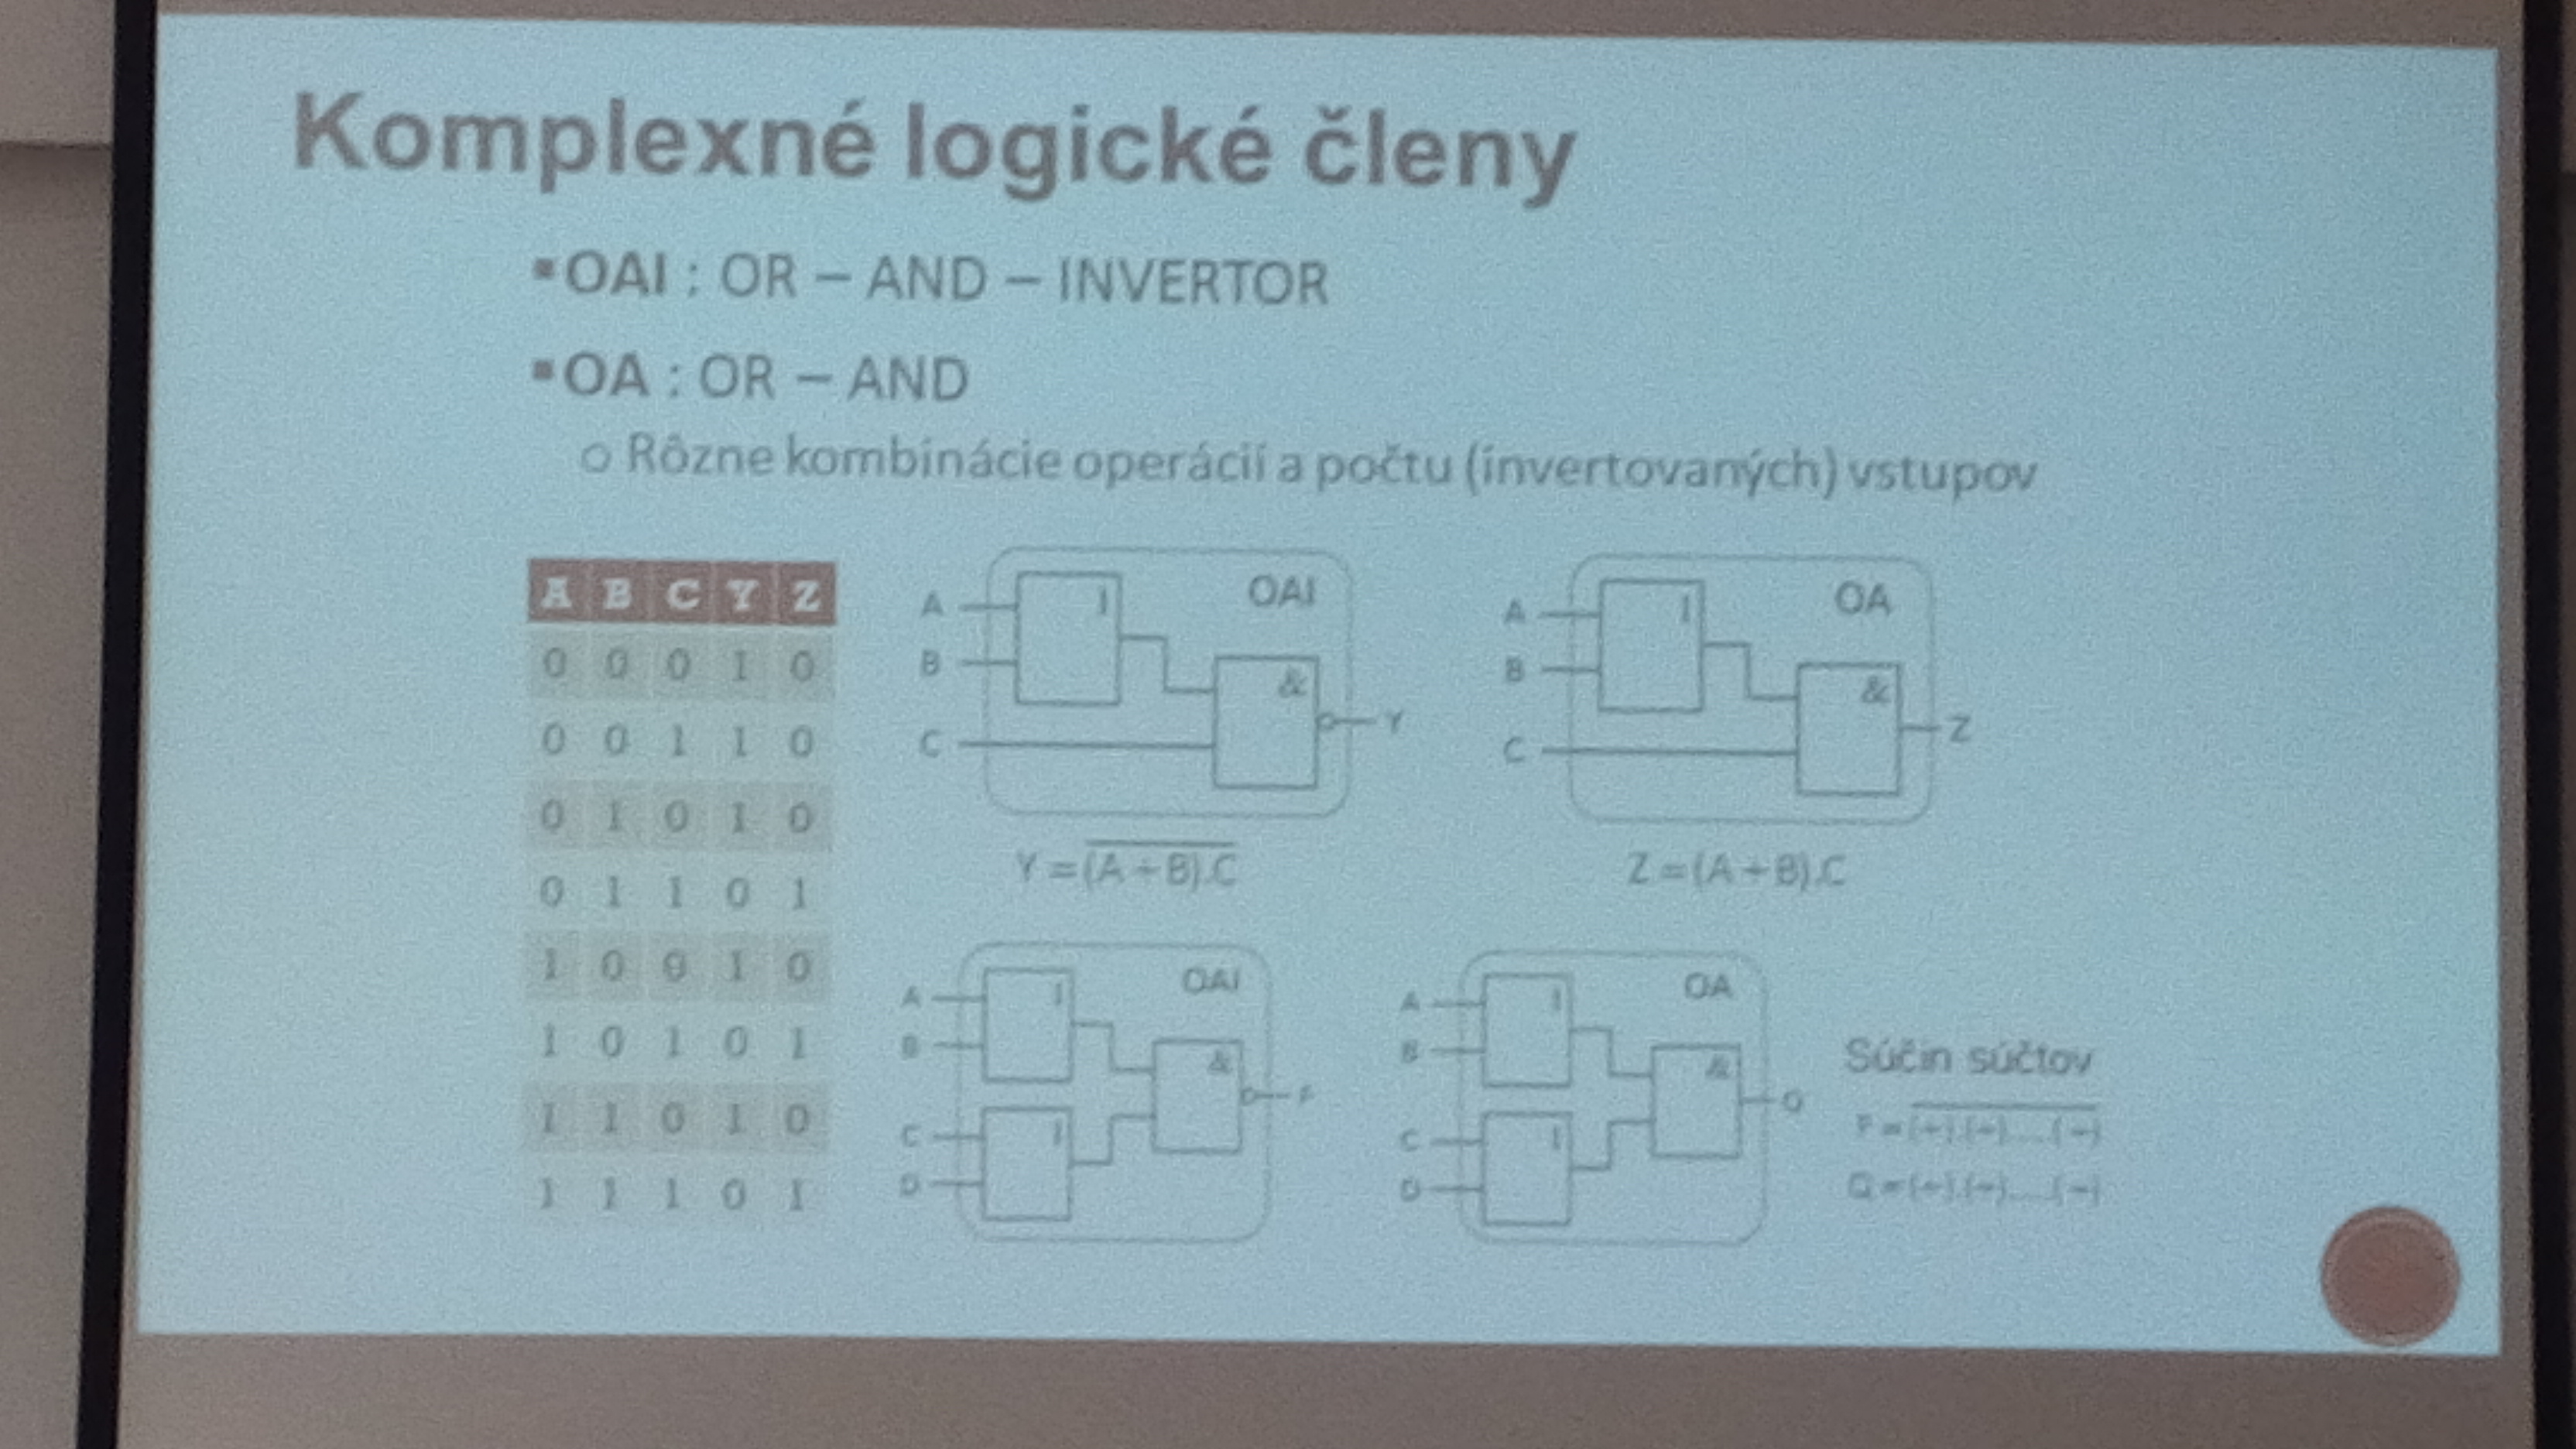 Komplexné logické členy
▪OAI : OR – AND – INVERTOR
▪OA : OR – AND
o Rôzne kombinácie operácií a počtu (invertovaných) vstupov
A B C Y Z
0 0 0 1 0
0 0 1 1 0
0 1 0 1 0
0 1 1 0 1
1 0 0 1 0
1 0 1 0 1
1 1 0 1 0
1 1 1 0 1
OAI
A
1
B
&
Y
C
Y = \overline{(A + B).C}
OA
A
1
B
&
Z
C
Z = (A + B).C
OAI
A
1
B
&
F
C
1
D
OA
A
1
B
&
C
1
D
Súčin súčtov